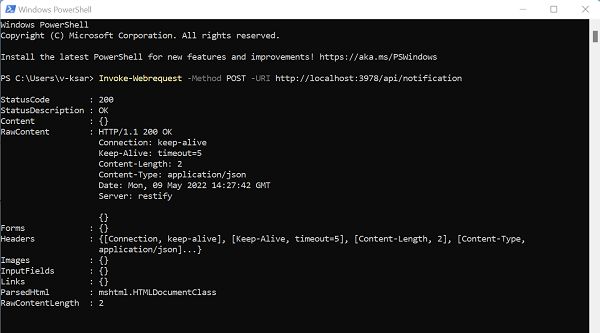 Windows PowerShell
Windows PowerShell
Copyright (C) Microsoft Corporation. All rights reserved.
Install the latest PowerShell for new features and improvements! https://aka.ms/PSWindows
PS C:\Users\v-ksar> Invoke-Webrequest -Method POST -URI http://localhost:3978/api/notification
StatusCode        : 200
StatusDescription : OK
Content           : {}
RawContent        : HTTP/1.1 200 OK
                    Connection: keep-alive
                    Keep-Alive: timeout=5
                    Content-Length: 2
                    Content-Type: application/json
                    Date: Mon, 09 May 2022 14:27:42 GMT
                    Server: restify
                    {}
Forms             : {}
Headers           : {[Connection, keep-alive], [Keep-Alive, timeout=5], [Content-Length, 2], [Content-Type,
                    application/json]...}
Images            : {}
InputFields       : {}
Links             : {}
ParsedHtml        : mshtml.HTMLDocumentClass
RawContentLength  : 2